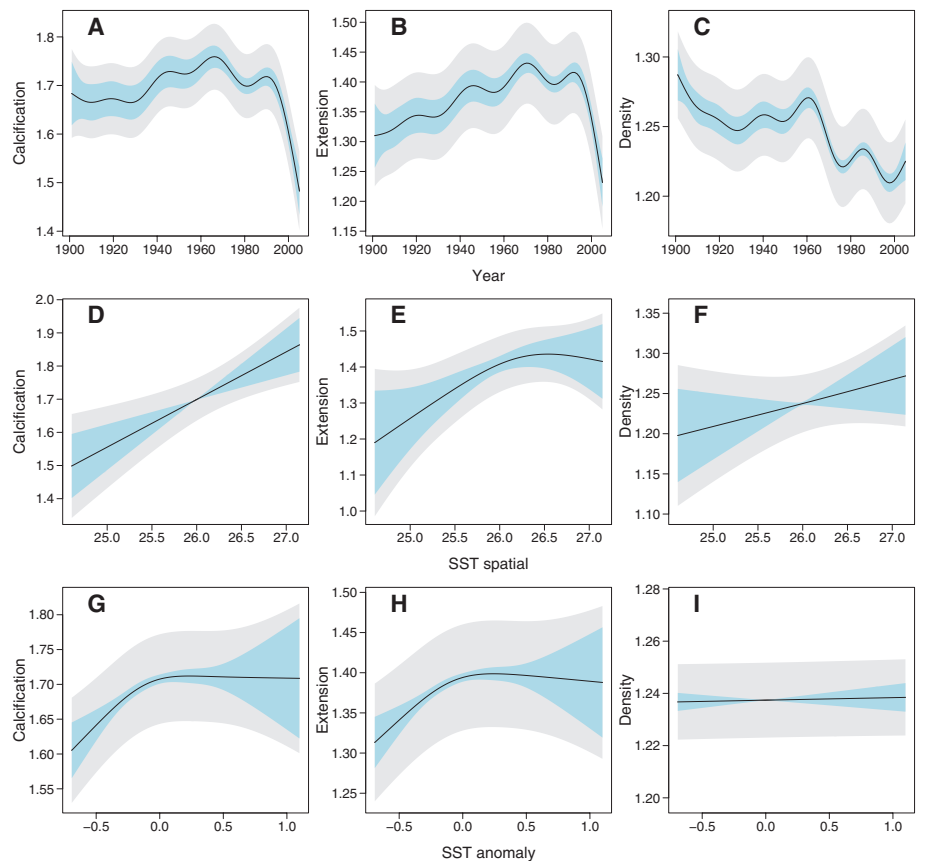 A
B
C
Calcification
1.8
1.7
1.6
1.5
1.4
1900 1920 1940 1960 1980 2000
Extension
1.50
1.45
1.40
1.35
1.30
1.25
1.20
1.15
1900 1920 1940 1960 1980 2000
Density
1.30
1.25
1.20
1900 1920 1940 1960 1980 2000
Year
D
E
F
Calcification
2.0
1.9
1.8
1.7
1.6
1.5
1.4
25.0 25.5 26.0 26.5 27.0
Extension
1.5
1.4
1.3
1.2
1.1
1.0
25.0 25.5 26.0 26.5 27.0
Density
1.35
1.30
1.25
1.20
1.15
1.10
25.0 25.5 26.0 26.5 27.0
SST spatial
G
H
I
Calcification
1.80
1.75
1.70
1.65
1.60
1.55
−0.5 0.0 0.5 1.0
Extension
1.50
1.45
1.40
1.35
1.30
1.25
−0.5 0.0 0.5 1.0
Density
1.28
1.26
1.24
1.22
1.20
−0.5 0.0 0.5 1.0
SST anomaly